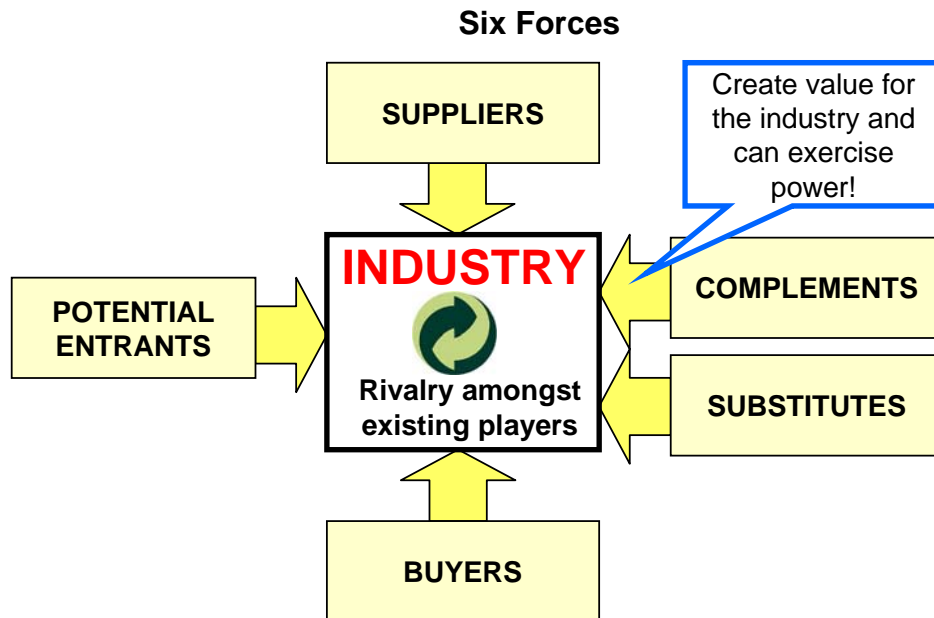 Six Forces
SUPPLIERS
Create value for
the industry and
can exercise
power!
INDUSTRY
Rivalry amongst
existing players
POTENTIAL
ENTRANTS
COMPLEMENTS
SUBSTITUTES
BUYERS